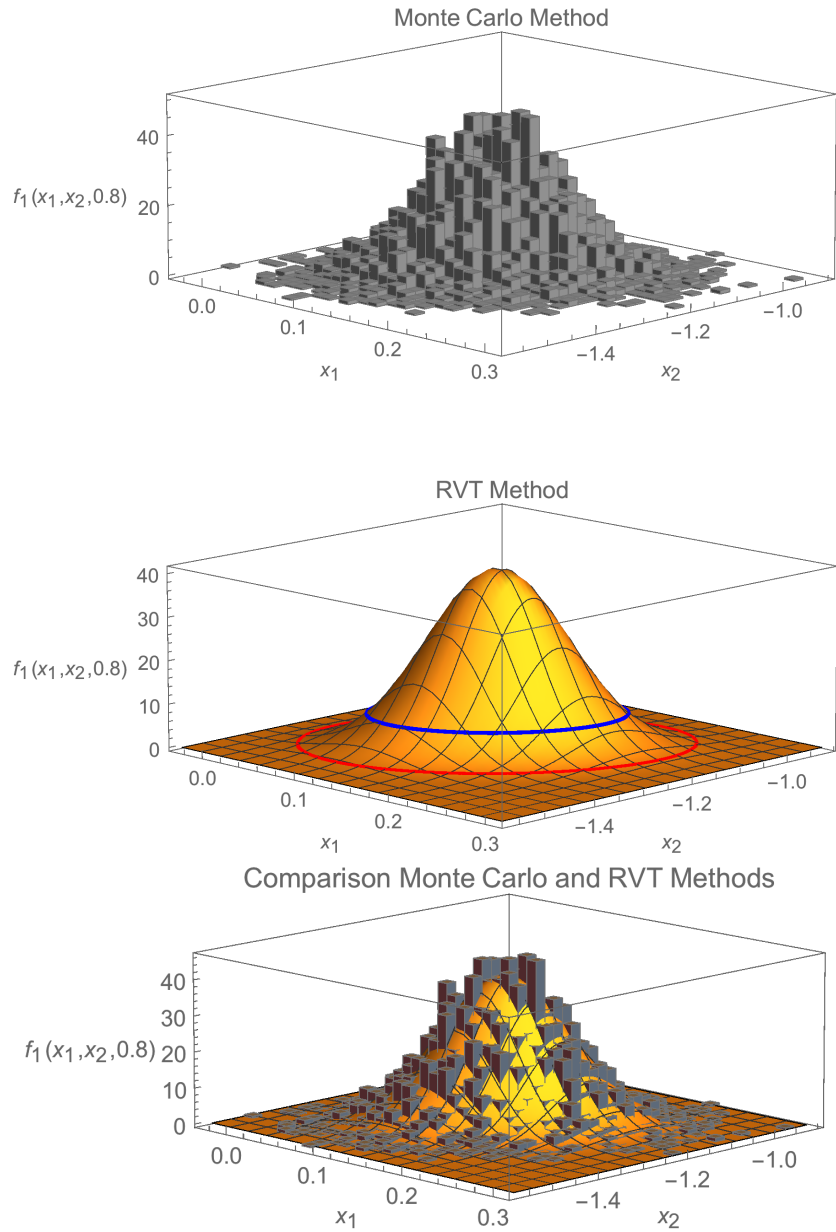 Monte Carlo Method
40
20
0
f1(x1,x2,0.8)
0.0
0.1
0.2
0.3
x1
−1.4
−1.2
−1.0
x2
RVT Method
40
30
20
10
0
f1(x1,x2,0.8)
0.0
0.1
0.2
0.3
x1
−1.4
−1.2
−1.0
x2
Comparison Monte Carlo and RVT Methods
40
30
20
10
0
f1(x1,x2,0.8)
0.0
0.1
0.2
0.3
x1
−1.4
−1.2
−1.0
x2